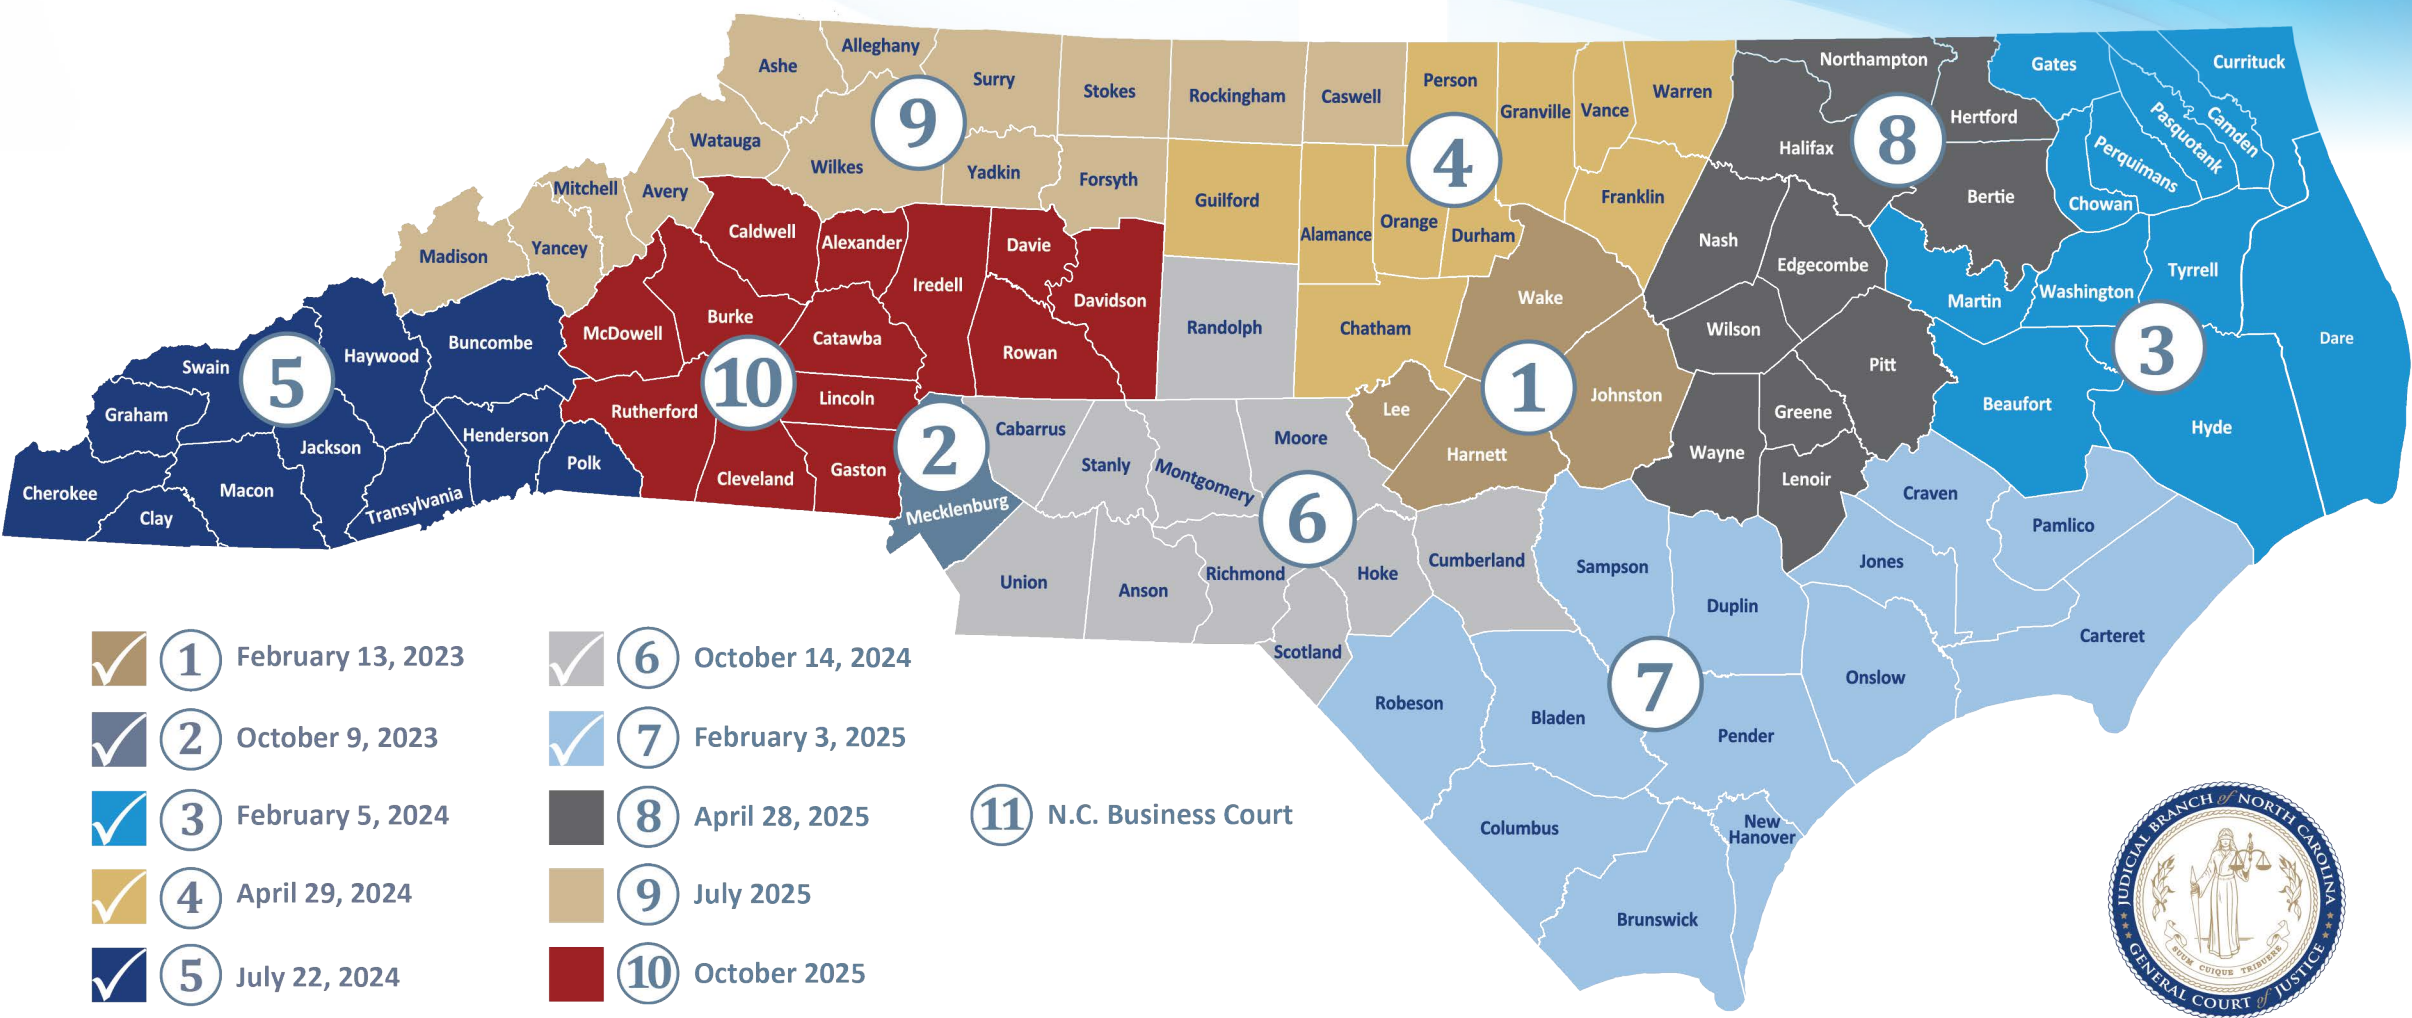 Ashe
Alleghany
Surry
Stokes
Rockingham
Caswell
Person
Granville
Vance
Warren
Northampton
Hertford
Gates
Currituck
Camden
Pasquotank
Perquimans
Chowan
Watauga
Wilkes
9
Yadkin
Forsyth
Guilford
Alamance
Orange
Durham
4
Franklin
Halifax
8
Bertie
Mitchell
Avery
Madison
Yancey
Caldwell
Alexander
Iredell
Davie
Davidson
Randolph
Chatham
Wake
Nash
Edgecombe
Martin
Washington
Tyrrell
Dare
Swain
5
Haywood
Buncombe
McDowell
Burke
Catawba
Rowan
10
Lincoln
Rutherford
Cleveland
Gaston
Graham
Jackson
Henderson
Polk
Cherokee
Clay
Macon
Transylvania
2
Mecklenburg
Cabarrus
Stanly
Montgomery
Moore
6
Lee
1
Harnett
Johnston
Wilson
Wayne
Greene
Lenoir
Pitt
Beaufort
3
Hyde
Union
Anson
Richmond
Hoke
Scotland
Cumberland
Sampson
Duplin
Craven
Pamlico
Jones
Carteret
Onslow
Robeson
Bladen
7
Pender
Columbus
New
Hanover
Brunswick
1 February 13, 2023
2 October 9, 2023
3 February 5, 2024
4 April 29, 2024
5 July 22, 2024
6 October 14, 2024
7 February 3, 2025
8 April 28, 2025
9 July 2025
10 October 2025
11 N.C. Business Court
JUDICIAL BRANCH of NORTH CAROLINA
GENERAL COURT of JUSTICE
SUUM CUIQUE TRIBUERE